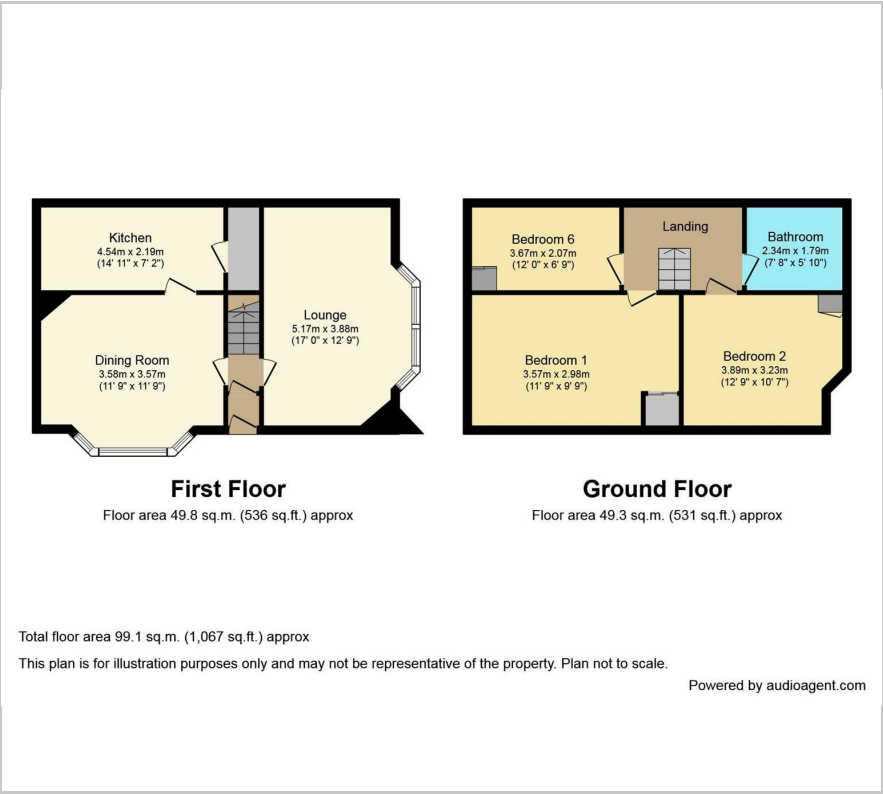 Kitchen
4.54m x 2.19m
(14' 11" x 7' 2")
Dining Room
3.58m x 3.57m
(11' 9" x 11' 9")
Lounge
5.17m x 3.88m
(17' 0" x 12' 9")
First Floor
Floor area 49.8 sq.m. (536 sq.ft.) approx
Bedroom 6
3.67m x 2.07m
(12' 0" x 6' 9")
Landing
Bathroom
2.34m x 1.79m
(7' 8" x 5' 10")
Bedroom 1
3.57m x 2.98m
(11' 9" x 9' 9")
Bedroom 2
3.89m x 3.23m
(12' 9" x 10' 7")
Ground Floor
Floor area 49.3 sq.m. (531 sq.ft.) approx
Total floor area 99.1 sq.m. (1,067 sq.ft.) approx
This plan is for illustration purposes only and may not be representative of the property. Plan not to scale.
Powered by audioagent.com